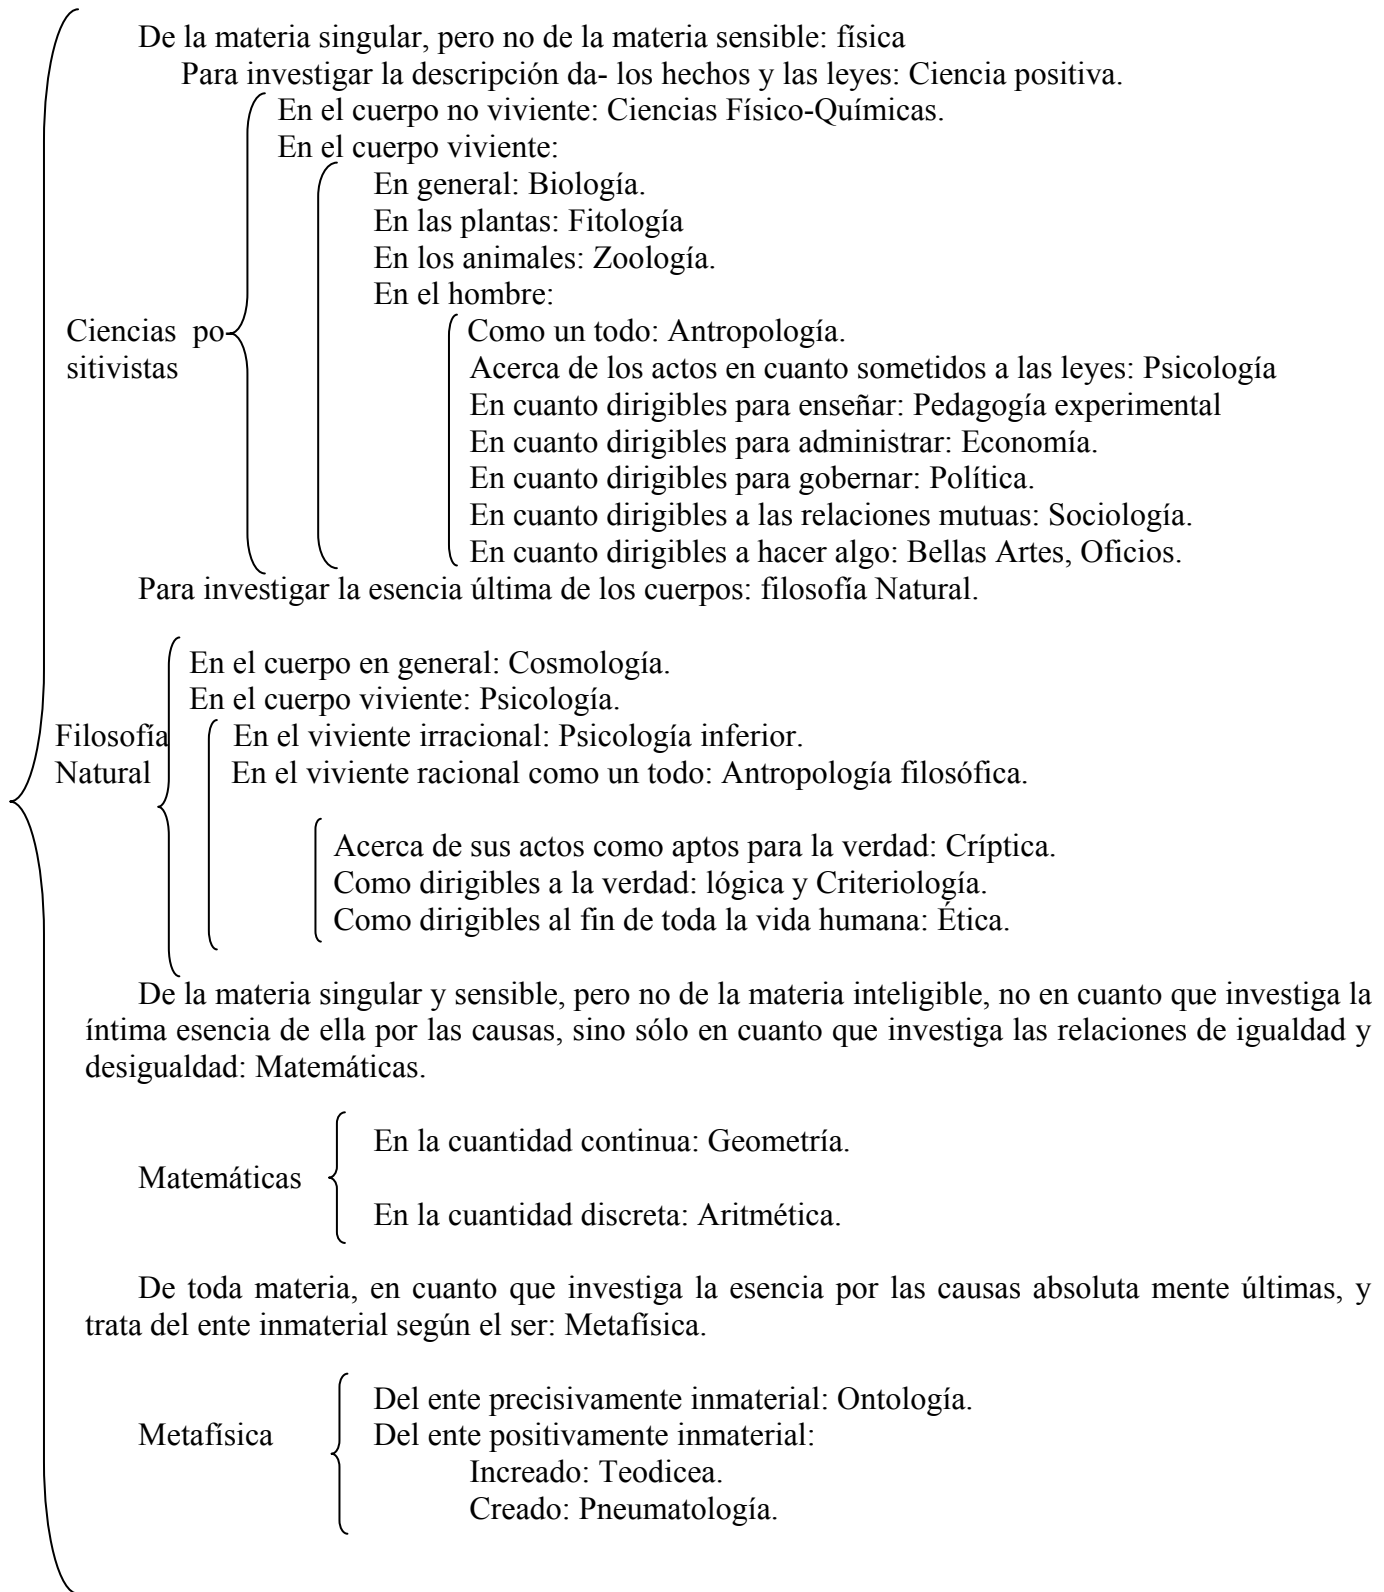 De la materia singular, pero no de la materia sensible: física
Para investigar la descripción da- los hechos y las leyes: Ciencia positiva.
En el cuerpo no viviente: Ciencias Físico-Químicas.
En el cuerpo viviente:
En general: Biología.
En las plantas: Fitología
En los animales: Zoología.
En el hombre:
Ciencias po
sitivistas
Como un todo: Antropología.
Acerca de los actos en cuanto sometidos a las leyes: Psicología
En cuanto dirigibles para enseñar: Pedagogía experimental
En cuanto dirigibles para administrar: Economía.
En cuanto dirigibles para gobernar: Política.
En cuanto dirigibles a las relaciones mutuas: Sociología.
En cuanto dirigibles a hacer algo: Bellas Artes, Oficios.
Para investigar la esencia última de los cuerpos: filosofía Natural.
En el cuerpo en general: Cosmología.
En el cuerpo viviente: Psicología.
Filosofía
Natural
En el viviente irracional: Psicología inferior.
En el viviente racional como un todo: Antropología filosófica.
Acerca de sus actos como aptos para la verdad: Críptica.
Como dirigibles a la verdad: lógica y Criteriología.
Como dirigibles al fin de toda la vida humana: Ética.
De la materia singular y sensible, pero no de la materia inteligible, no en cuanto que investiga la
íntima esencia de ella por las causas, sino sólo en cuanto que investiga las relaciones de igualdad y
desigualdad: Matemáticas.
En la cuantidad continua: Geometría.
Matemáticas
En la cuantidad discreta: Aritmética.
De toda materia, en cuanto que investiga la esencia por las causas absoluta mente últimas, y
trata del ente inmaterial según el ser: Metafísica.
Del ente precisivamente inmaterial: Ontología.
Metafísica
Del ente positivamente inmaterial:
Increado: Teodicea.
Creado: Pneumatología.